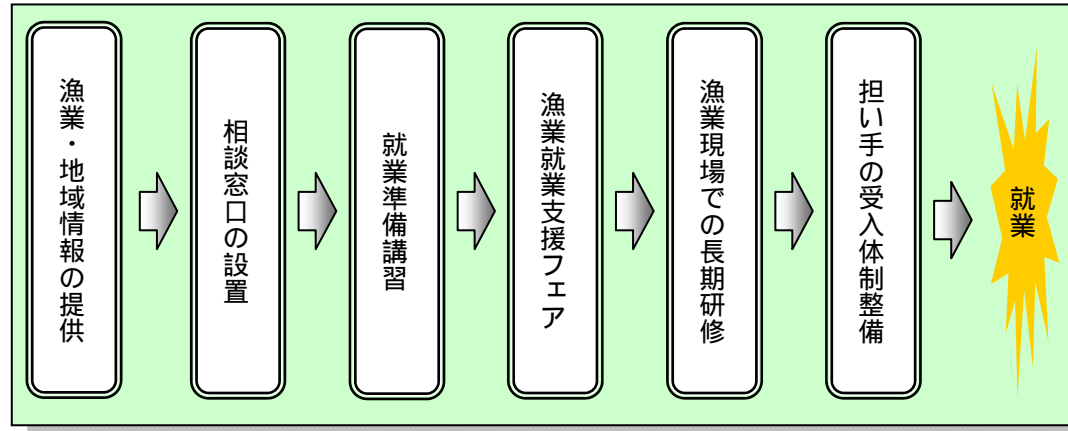 漁業・地域情報の提供
相談窓口の設置
就業準備講習
漁業就業支援フェア
漁業現場での長期研修
担い手の受入体制整備
就業